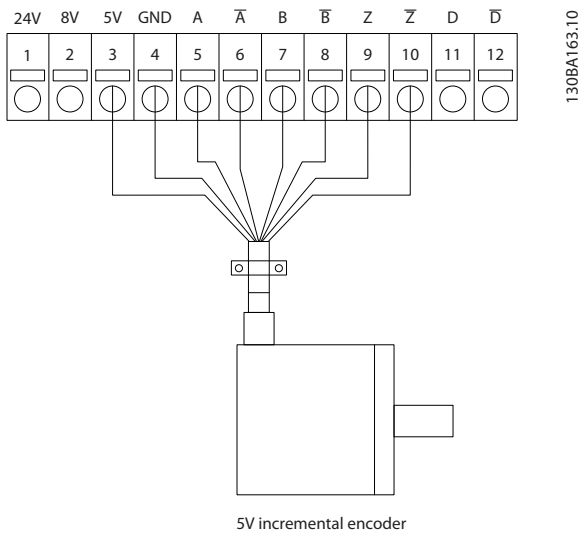 24V 8V 5V GND A A̅ B B̅ Z Z̅ D D̅
1 2 3 4 5 6 7 8 9 10 11 12
130BA163.10
5V incremental encoder